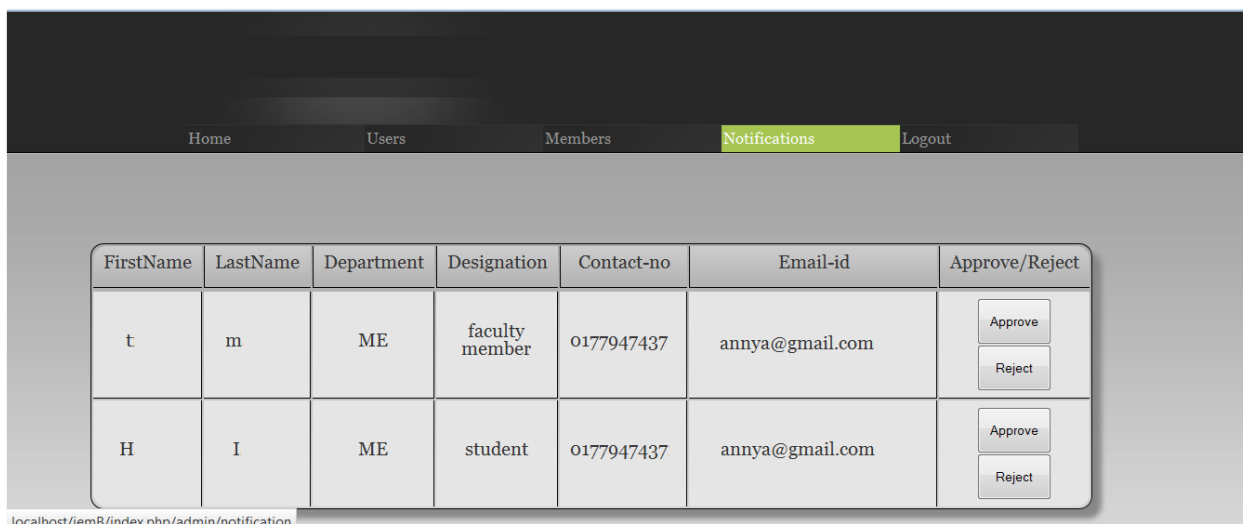 Home Users Members Notifications Logout
FirstName LastName Department Designation Contact-no Email-id Approve/Reject
t m ME faculty member 0177947437 annya@gmail.com Approve Reject
H I ME student 0177947437 annya@gmail.com Approve Reject
localhost/iemB/index.php/admin/notification